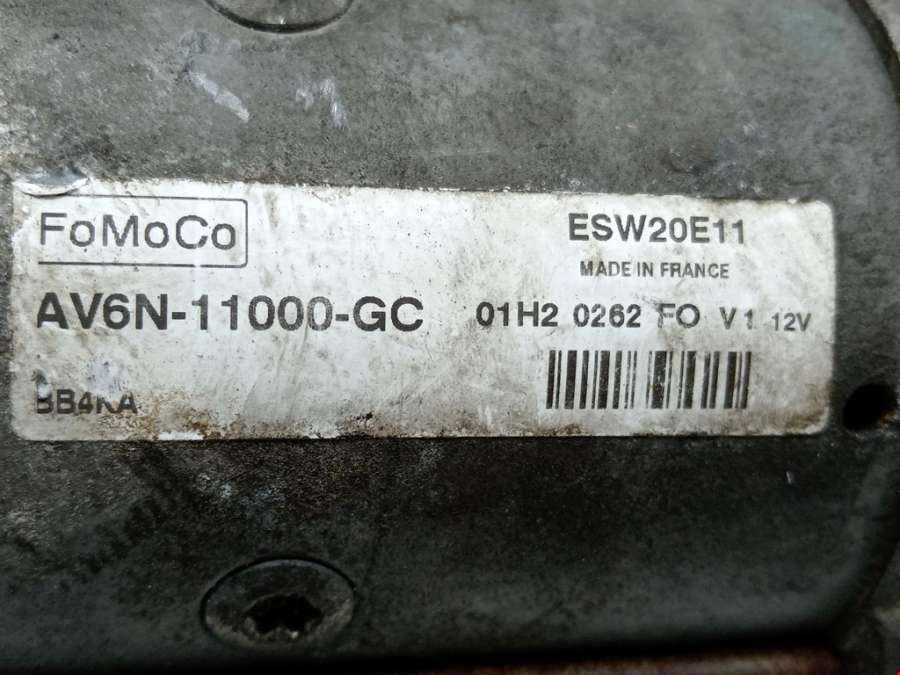 FoMoCo
ESW20E11
MADE IN FRANCE
AV6N-11000-GC
01H2 0262 FO V1 12V
BB4KA